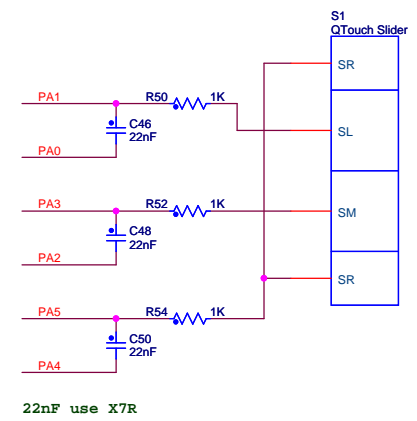 S1
QTouch Slider
SR
PA1
R50
1K
C46
22nF
SL
PA0
PA3
R52
1K
SM
C48
22nF
PA2
SR
PA5
R54
1K
C50
22nF
PA4
22nF use X7R